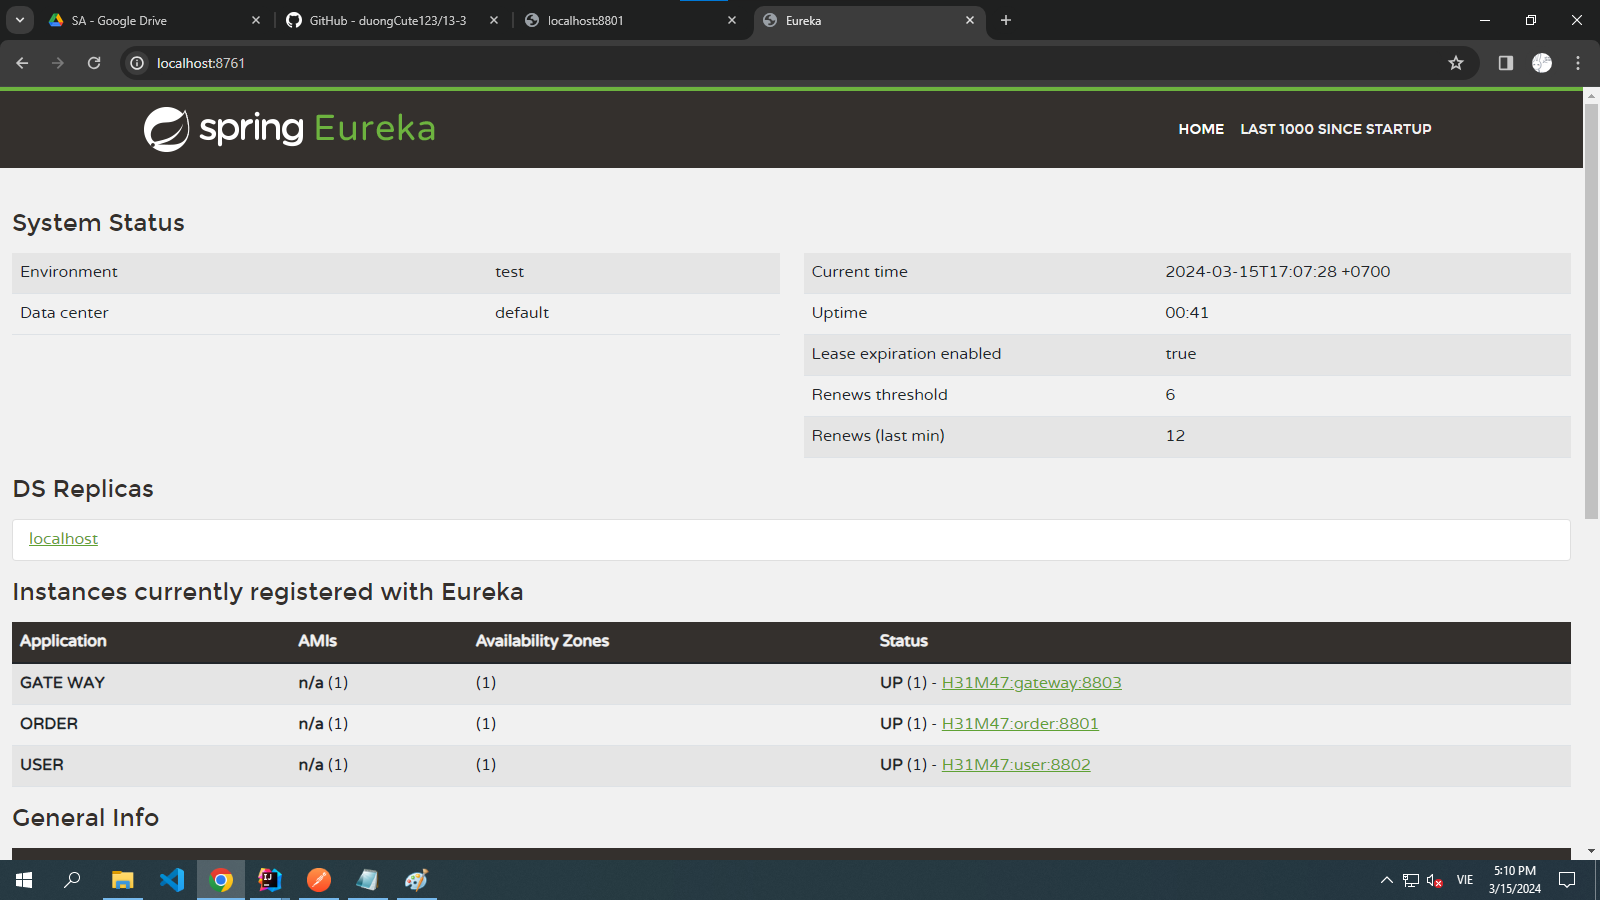 SA - Google Drive
GitHub - duongCute123/13-3
localhost:8801
Eureka
localhost:8761
spring Eureka
HOME LAST 1000 SINCE STARTUP
System Status
Environment test
Data center default
Current time 2024-03-15T17:07:28 +0700
Uptime 00:41
Lease expiration enabled true
Renews threshold 6
Renews (last min) 12
DS Replicas
localhost
Instances currently registered with Eureka
Application AMIs Availability Zones Status
GATE WAY n/a (1) (1) UP (1) - H31M47:gateway:8803
ORDER n/a (1) (1) UP (1) - H31M47:order:8801
USER n/a (1) (1) UP (1) - H31M47:user:8802
General Info
VIE
5:10 PM
3/15/2024